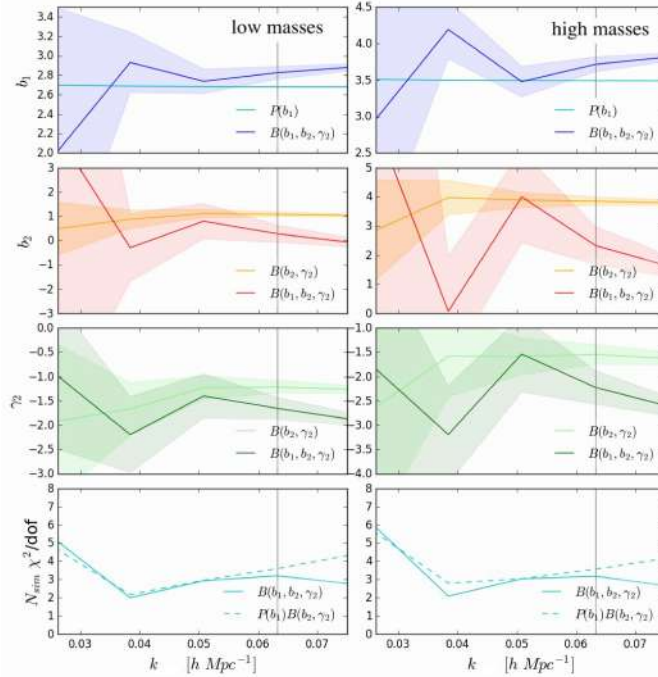 low masses
high masses
b₁
3.4
3.2
3.0
2.8
2.6
2.4
2.2
2.0
P(b₁)
B(b₁, b₂, γ₂)
5.0
4.5
4.0
3.5
3.0
2.5
P(b₁)
B(b₁, b₂, γ₂)
b₂
3
2
1
0
−1
−2
−3
B(b₂, γ₂)
B(b₁, b₂, γ₂)
5
4
3
2
1
0
B(b₂, γ₂)
B(b₁, b₂, γ₂)
γ₂
0.0
−0.5
−1.0
−1.5
−2.0
−2.5
−3.0
B(b₂, γ₂)
B(b₁, b₂, γ₂)
−1.0
−1.5
−2.0
−2.5
−3.0
−3.5
−4.0
B(b₂, γ₂)
B(b₁, b₂, γ₂)
N_sim χ²/dof
8
7
6
5
4
3
2
1
0
B(b₁, b₂, γ₂)
P(b₁)B(b₂, γ₂)
8
7
6
5
4
3
2
1
0
B(b₁, b₂, γ₂)
P(b₁)B(b₂, γ₂)
0.03 0.04 0.05 0.06 0.07
0.03 0.04 0.05 0.06 0.07
k [h Mpc⁻¹]
k [h Mpc⁻¹]